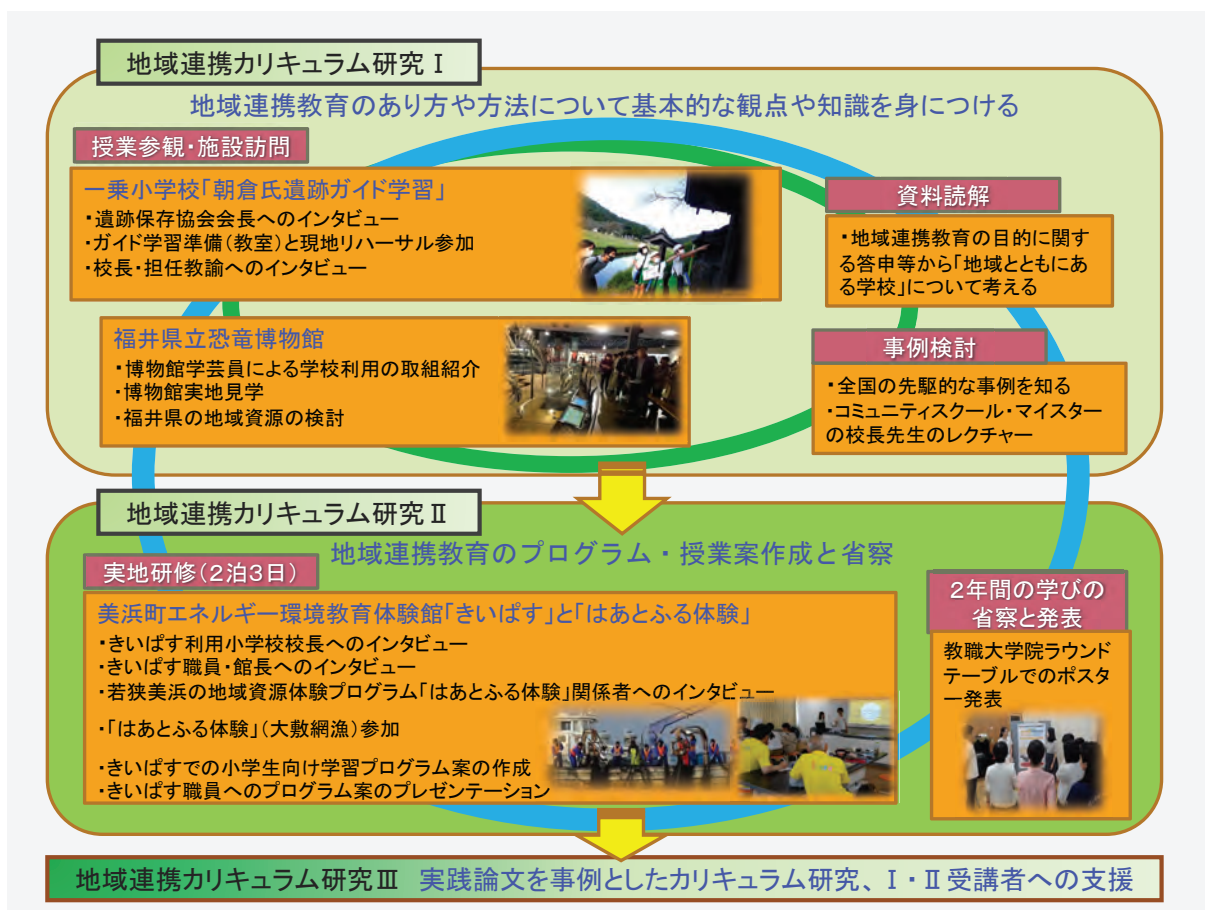 地域連携カリキュラム研究Ⅰ
地域連携教育のあり方や方法について基本的な観点や知識を身につける
授業参観・施設訪問
一乗小学校「朝倉氏遺跡ガイド学習」
・遺跡保存協会会長へのインタビュー
・ガイド学習準備(教室)と現地リハーサル参加
・校長・担任教諭へのインタビュー
福井県立恐竜博物館
・博物館学芸員による学校利用の取組紹介
・博物館実地見学
・福井県の地域資源の検討
資料読解
・地域連携教育の目的に関す
る答申等から「地域とともにあ
る学校」について考える
事例検討
・全国の先駆的な事例を知る
・コミュニティスクール・マイスター
の校長先生のレクチャー
地域連携カリキュラム研究Ⅱ
地域連携教育のプログラム・授業案作成と省察
実地研修(2泊3日)
美浜町エネルギー環境教育体験館「きいぱす」と「はあとふる体験」
・きいぱす利用小学校校長へのインタビュー
・きいぱす職員・館長へのインタビュー
・若狭美浜の地域資源体験プログラム「はあとふる体験」関係者へのインタビュー
・「はあとふる体験」(大敷網漁)参加
・きいぱすでの小学生向け学習プログラム案の作成
・きいぱす職員へのプログラム案のプレゼンテーション
2年間の学びの
省察と発表
教職大学院ラウンド
テーブルでのポスタ
ー発表
地域連携カリキュラム研究Ⅲ 実践論文を事例としたカリキュラム研究、Ⅰ・Ⅱ受講者への支援